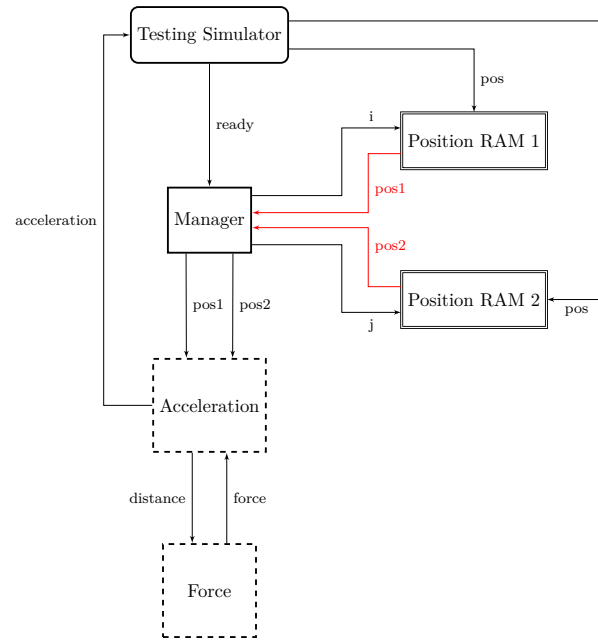 Testing Simulator
pos
ready
i
Position RAM 1
pos1
acceleration
Manager
pos2
Position RAM 2
pos1
pos2
pos
j
Acceleration
distance
force
Force